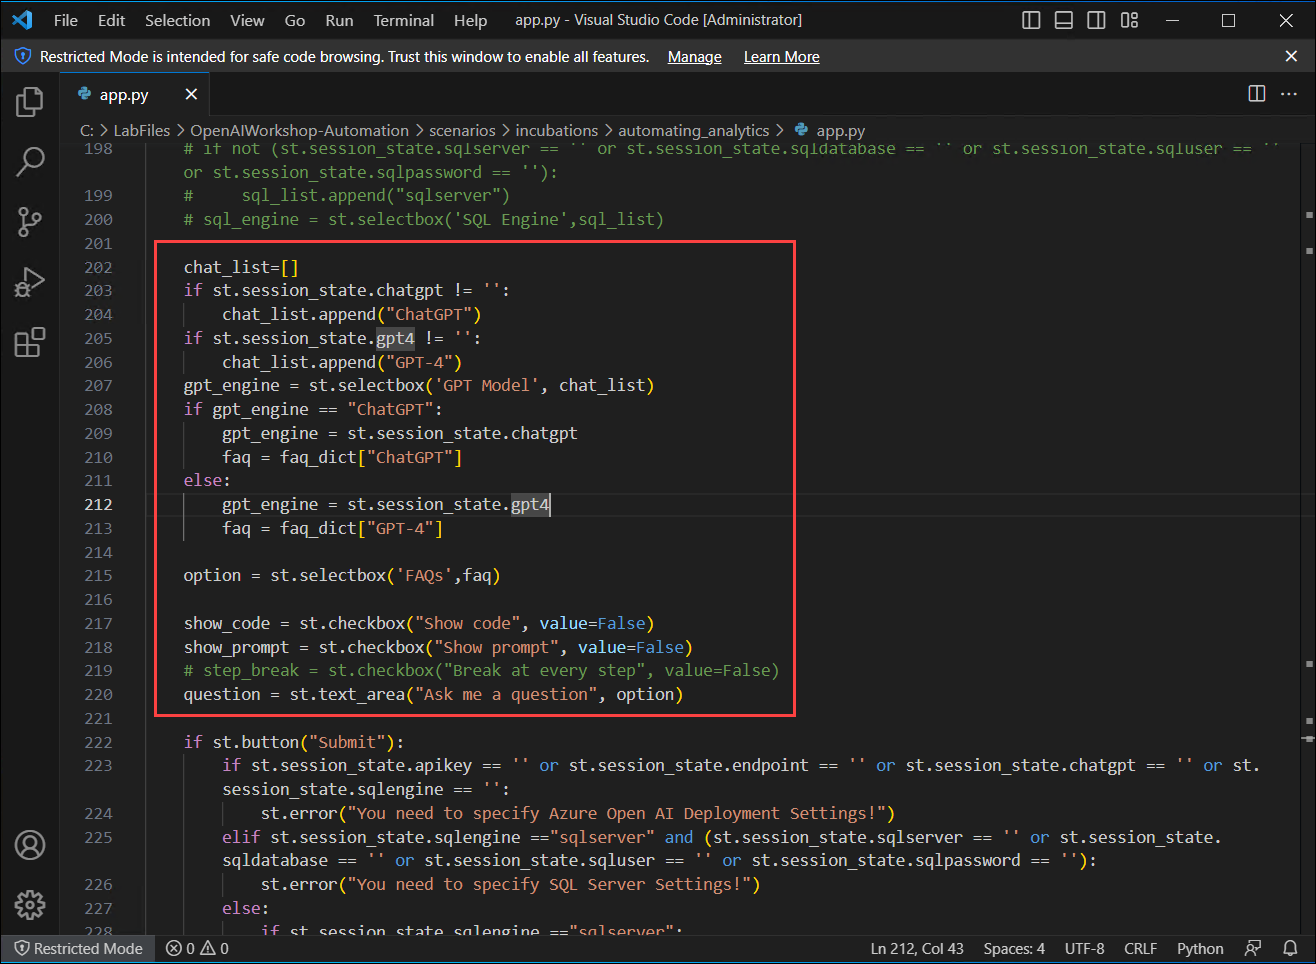 File Edit Selection View Go Run Terminal Help app.py - Visual Studio Code [Administrator]
Restricted Mode is intended for safe code browsing. Trust this window to enable all features. Manage Learn More
app.py
C: > LabFiles > OpenAIWorkshop-Automation > scenarios > incubations > automating_analytics > app.py
198 # if not (st.session_state.sqlserver == '' or st.session_state.sqldatabase == '' or st.session_state.sqluser == ''
or st.session_state.sqlpassword == ''):
199 #     sql_list.append("sqlserver")
200 # sql_engine = st.selectbox('SQL Engine',sql_list)
201
202 chat_list=[]
203 if st.session_state.chatgpt != '':
204     chat_list.append("ChatGPT")
205 if st.session_state.gpt4 != '':
206     chat_list.append("GPT-4")
207 gpt_engine = st.selectbox('GPT Model', chat_list)
208 if gpt_engine == "ChatGPT":
209     gpt_engine = st.session_state.chatgpt
210     faq = faq_dict["ChatGPT"]
211 else:
212     gpt_engine = st.session_state.gpt4
213     faq = faq_dict["GPT-4"]
214
215 option = st.selectbox('FAQs',faq)
216
217 show_code = st.checkbox("Show code", value=False)
218 show_prompt = st.checkbox("Show prompt", value=False)
219 # step_break = st.checkbox("Break at every step", value=False)
220 question = st.text_area("Ask me a question", option)
221
222 if st.button("Submit"):
223     if st.session_state.apikey == '' or st.session_state.endpoint == '' or st.session_state.chatgpt == '' or st.
session_state.sqlengine == '':
224         st.error("You need to specify Azure Open AI Deployment Settings!")
225     elif st.session_state.sqlengine =="sqlserver" and (st.session_state.sqlserver == '' or st.session_state.
sqldatabase == '' or st.session_state.sqluser == '' or st.session_state.sqlpassword == ''):
226         st.error("You need to specify SQL Server Settings!")
227     else:
228         if st.session_state.sqlengine =="sqlserver":
Restricted Mode 0 0 Ln 212, Col 43 Spaces: 4 UTF-8 CRLF Python